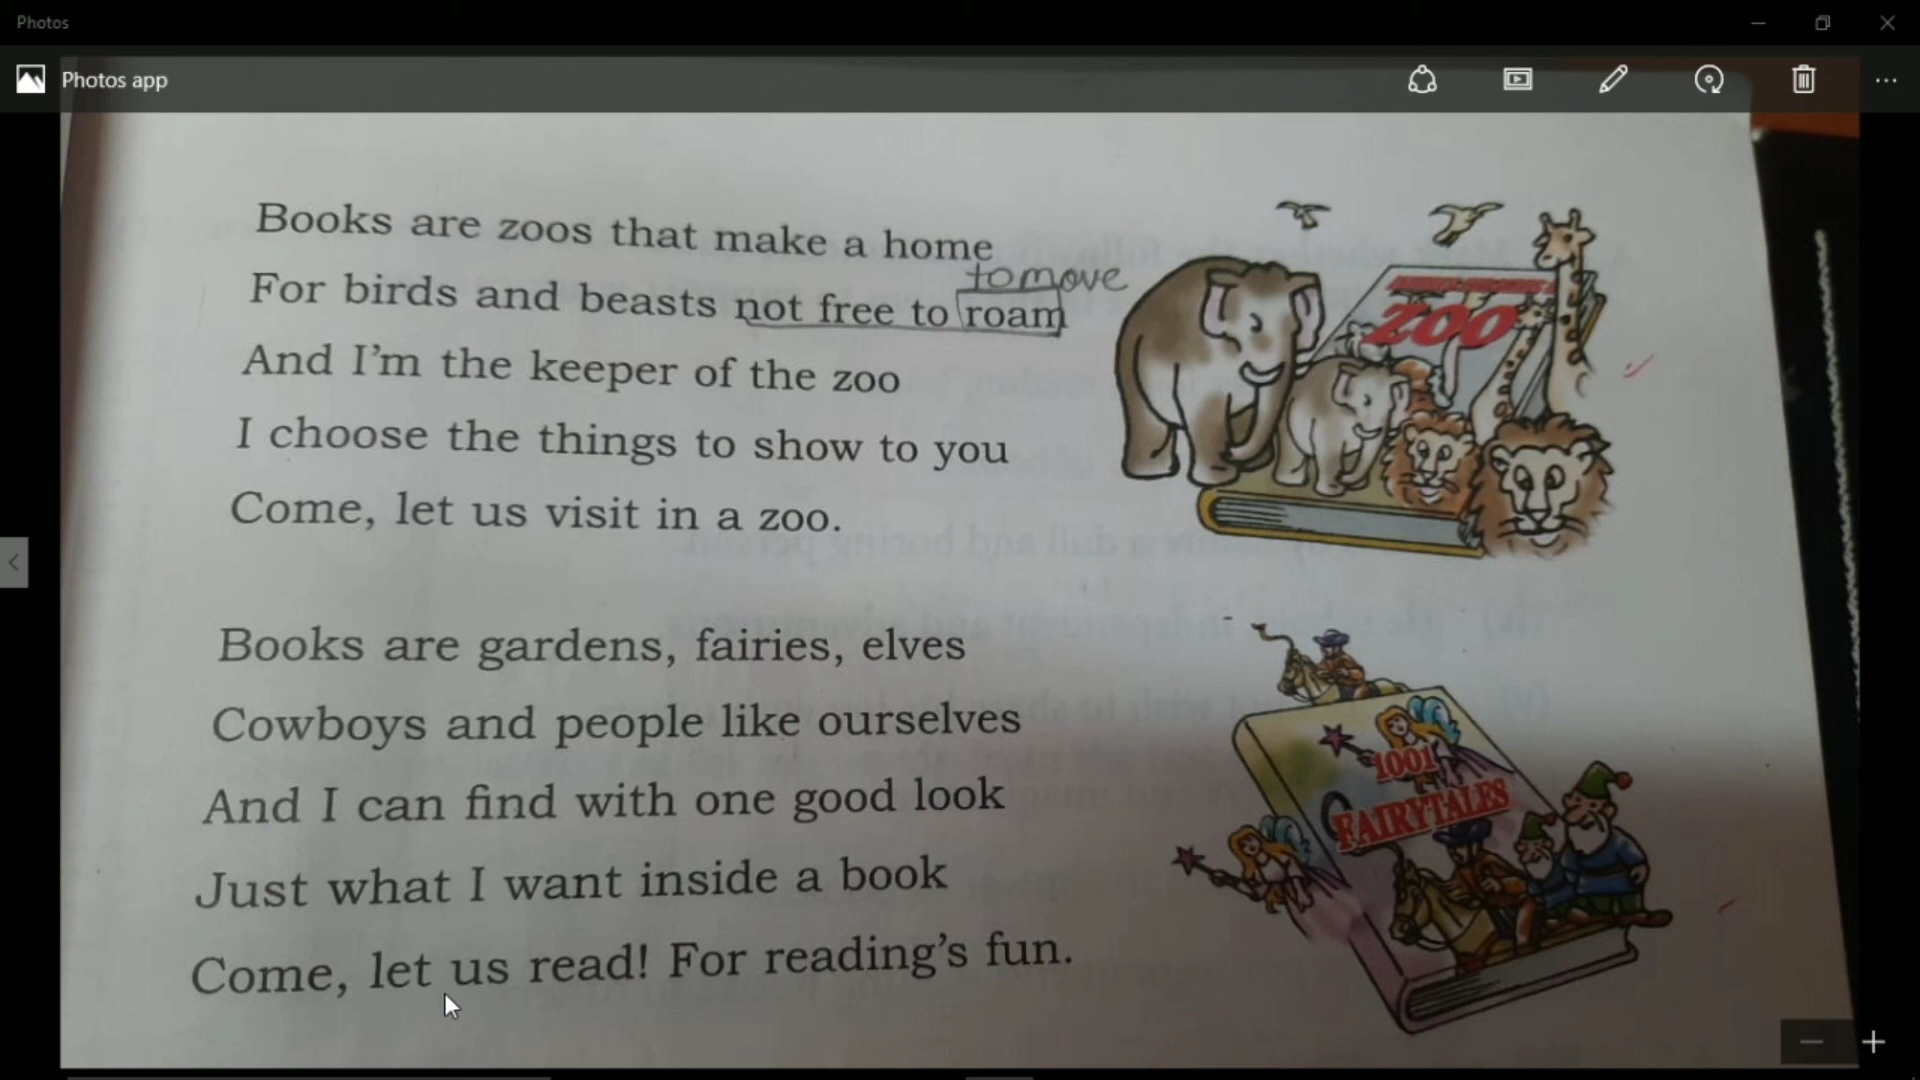 Photos
Photos app
Books are zoos that make a home
to move
For birds and beasts not free to roam
And I'm the keeper of the zoo
I choose the things to show to you
Come, let us visit in a zoo.
ZOO
Books are gardens, fairies, elves
Cowboys and people like ourselves
And I can find with one good look
Just what I want inside a book
Come, let us read! For reading's fun.
1001
FAIRYTALES